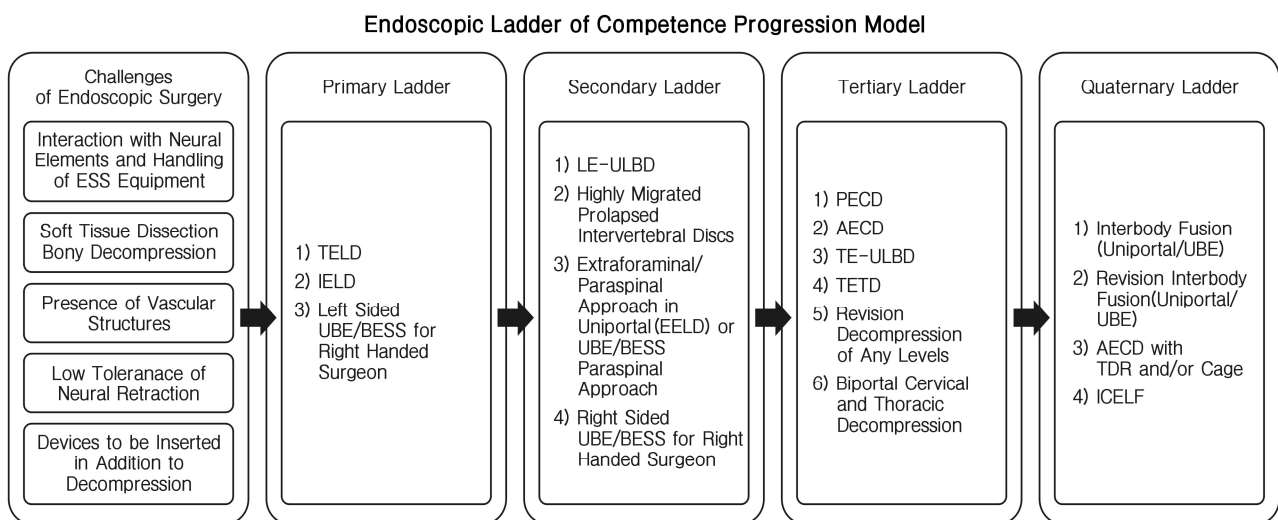 Endoscopic Ladder of Competence Progression Model
Challenges
of Endoscopic Surgery
Interaction with Neural
Elements and Handling
of ESS Equipment
Soft Tissue Dissection
Bony Decompression
Presence of Vascular
Structures
Low Toleranace of
Neural Retraction
Devices to be Inserted
in Addition to
Decompression
Primary Ladder
1) TELD
2) IELD
3) Left Sided
UBE/BESS for
Right Handed
Surgeon
Secondary Ladder
1) LE-ULBD
2) Highly Migrated
Prolapsed
Intervertebral Discs
3) Extraforaminal/
Paraspinal
Approach in
Uniportal(EELD) or
UBE/BESS
Paraspinal
Approach
4) Right Sided
UBE/BESS for Right
Handed Surgeon
Tertiary Ladder
1) PECD
2) AECD
3) TE-ULBD
4) TETD
5) Revision
Decompression
of Any Levels
6) Biportal Cervical
and Thoracic
Decompression
Quaternary Ladder
1) Interbody Fusion
(Uniportal/UBE)
2) Revision Interbody
Fusion(Uniportal/
UBE)
3) AECD with
TDR and/or Cage
4) ICELF